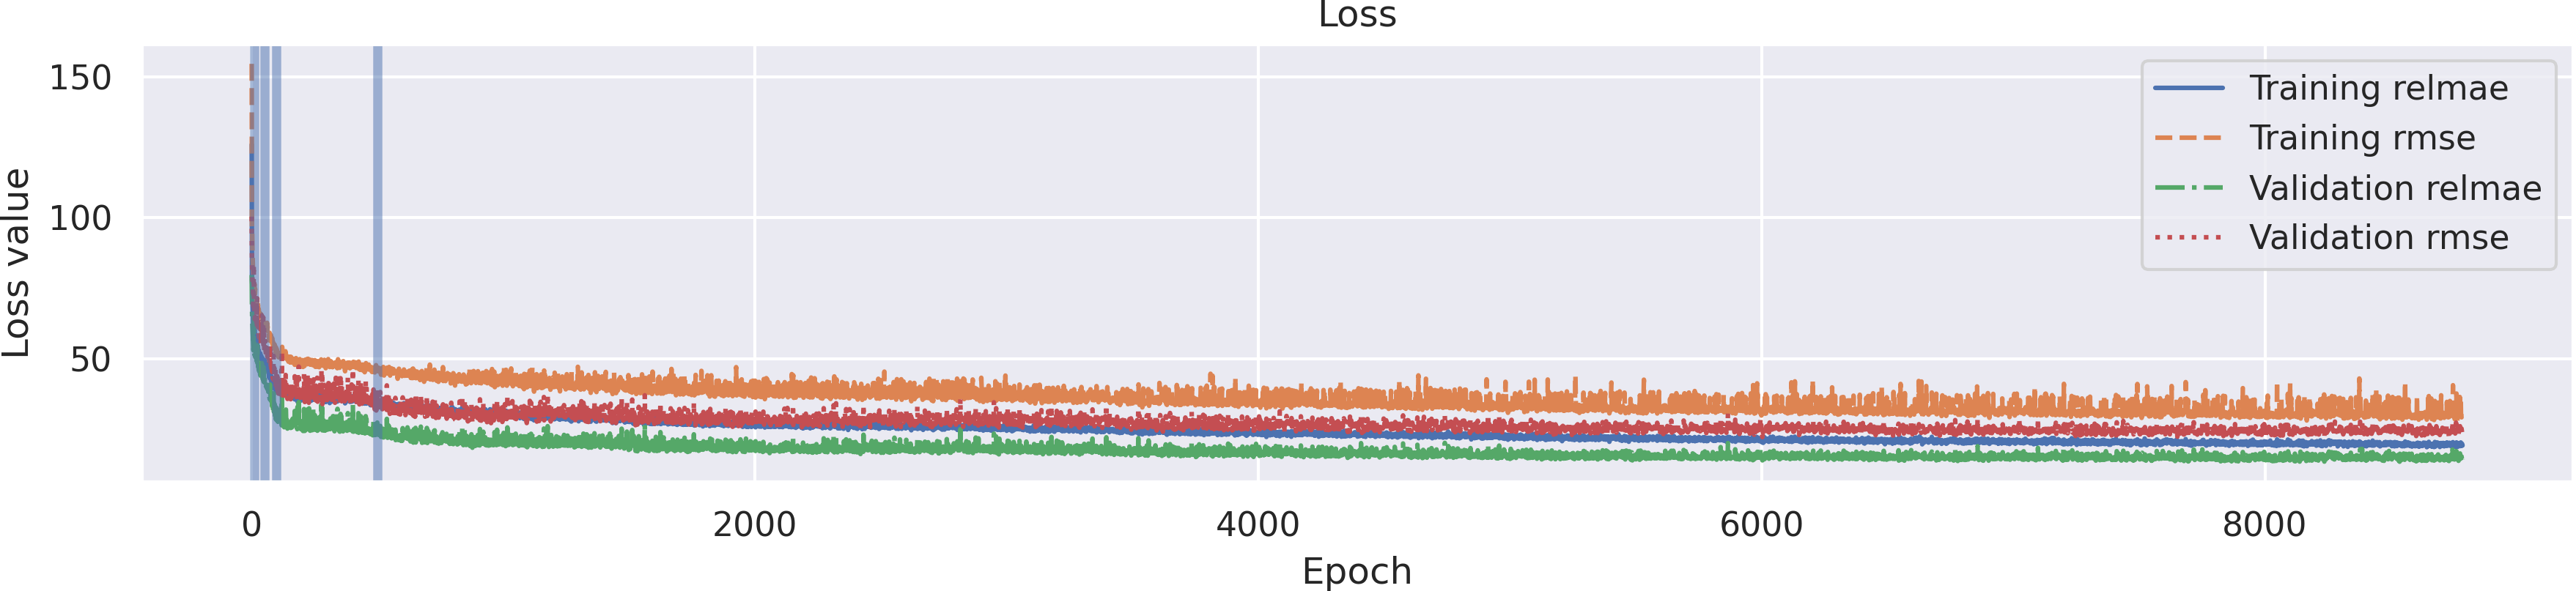 Loss
Loss value
150
100
50
Training relmae
Training rmse
Validation relmae
Validation rmse
0 2000 4000 6000 8000
Epoch